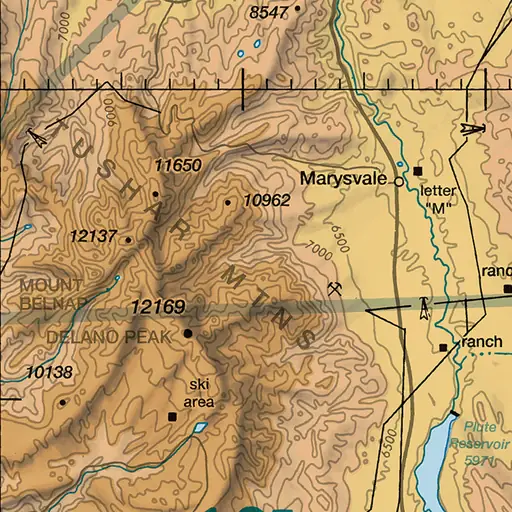 8547
7000
9000
TUSHAR MTNS
11650
Marysvale
10962
letter
"M"
12137
6500
7000
MOUNT
BELNAP
12169
DELANO PEAK
ranch
10138
ski
area
6500
Piute
Reservoir
5971